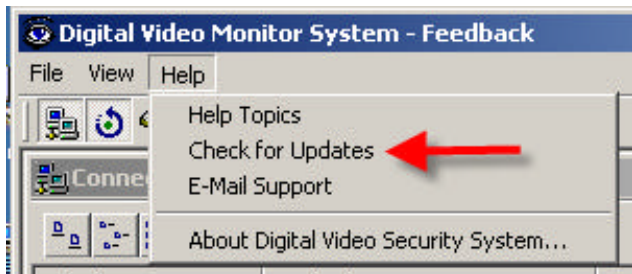 Digital Video Monitor System - Feedback
File View Help
Help Topics
Check for Updates
Conne
E-Mail Support
About Digital Video Security System...